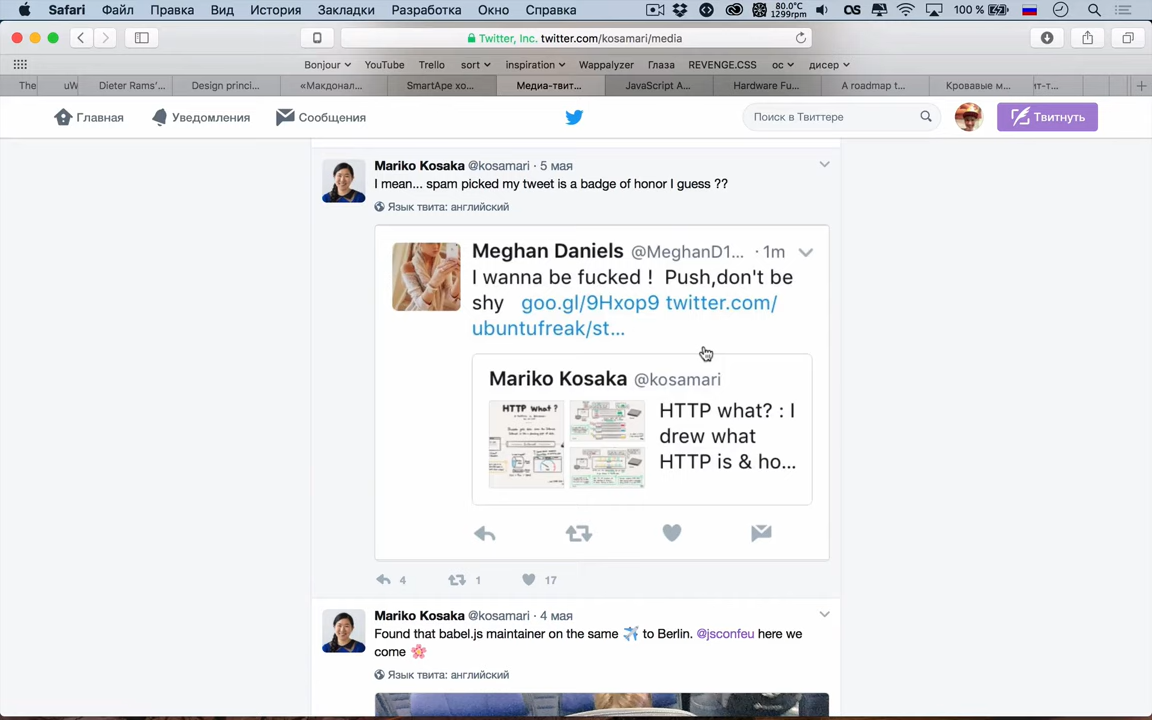 Safari Файл Правка Вид История Закладки Разработка Окно Справка 80.0°C 1299rpm 100 %
Twitter, Inc. twitter.com/kosamari/media
Bonjour YouTube Trello sort inspiration Wappalyzer Глаза REVENGE.CSS ос дисер
The uW Dieter Rams'... Design princi... «Макдонал... SmartApe хо... Медиа-твит... JavaScript A... Hardware Fu... A roadmap t... Кровавые м... ит-т...
Главная Уведомления Сообщения Поиск в Твиттере Твитнуть
Mariko Kosaka @kosamari · 5 мая
I mean... spam picked my tweet is a badge of honor I guess ??
Язык твита: английский
Meghan Daniels @MeghanD1... · 1m
I wanna be fucked ! Push,don't be
shy goo.gl/9Hxop9 twitter.com/
ubuntufreak/st...
Mariko Kosaka @kosamari
HTTP What?
HTTP what? : I
drew what
HTTP is & ho...
4 1 17
Mariko Kosaka @kosamari · 4 мая
Found that babel.js maintainer on the same ✈️ to Berlin. @jsconfeu here we
come 🌸
Язык твита: английский